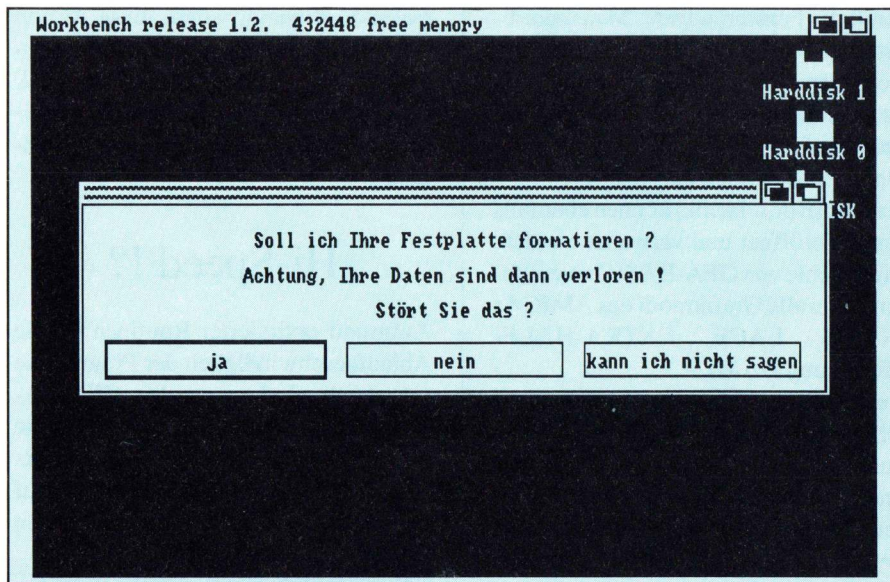 Workbench release 1.2. 432448 free memory
Harddisk 1
Harddisk 0
ISK
Soll ich Ihre Festplatte formatieren ?
Achtung, Ihre Daten sind dann verloren !
Stört Sie das ?
ja
nein
kann ich nicht sagen